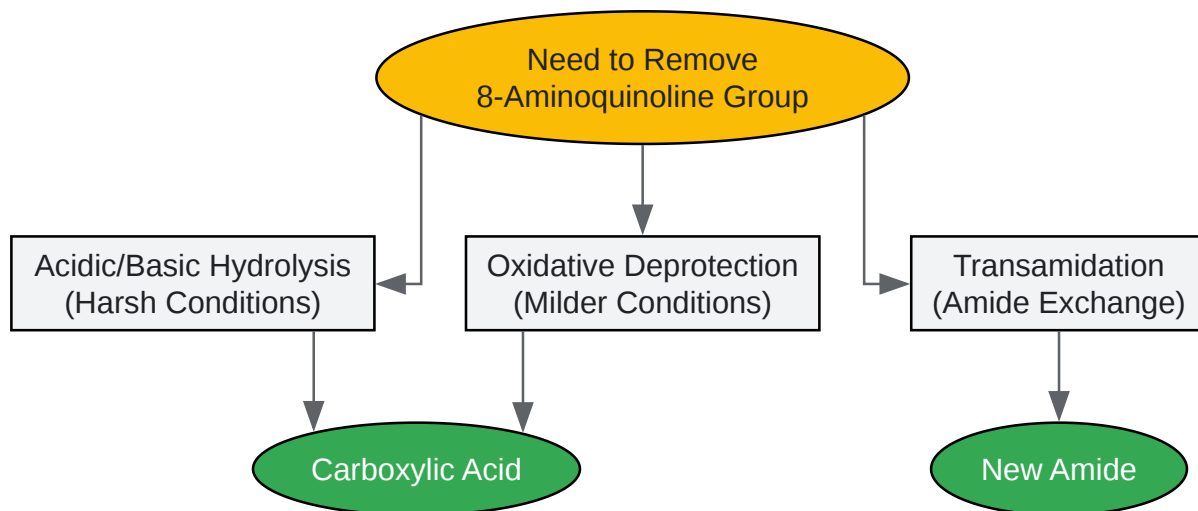 Need to Remove
8-Aminoquinoline Group
Acidic/Basic Hydrolysis
(Harsh Conditions)
Oxidative Deprotection
(Milder Conditions)
Transamidation
(Amide Exchange)
Carboxylic Acid
New Amide